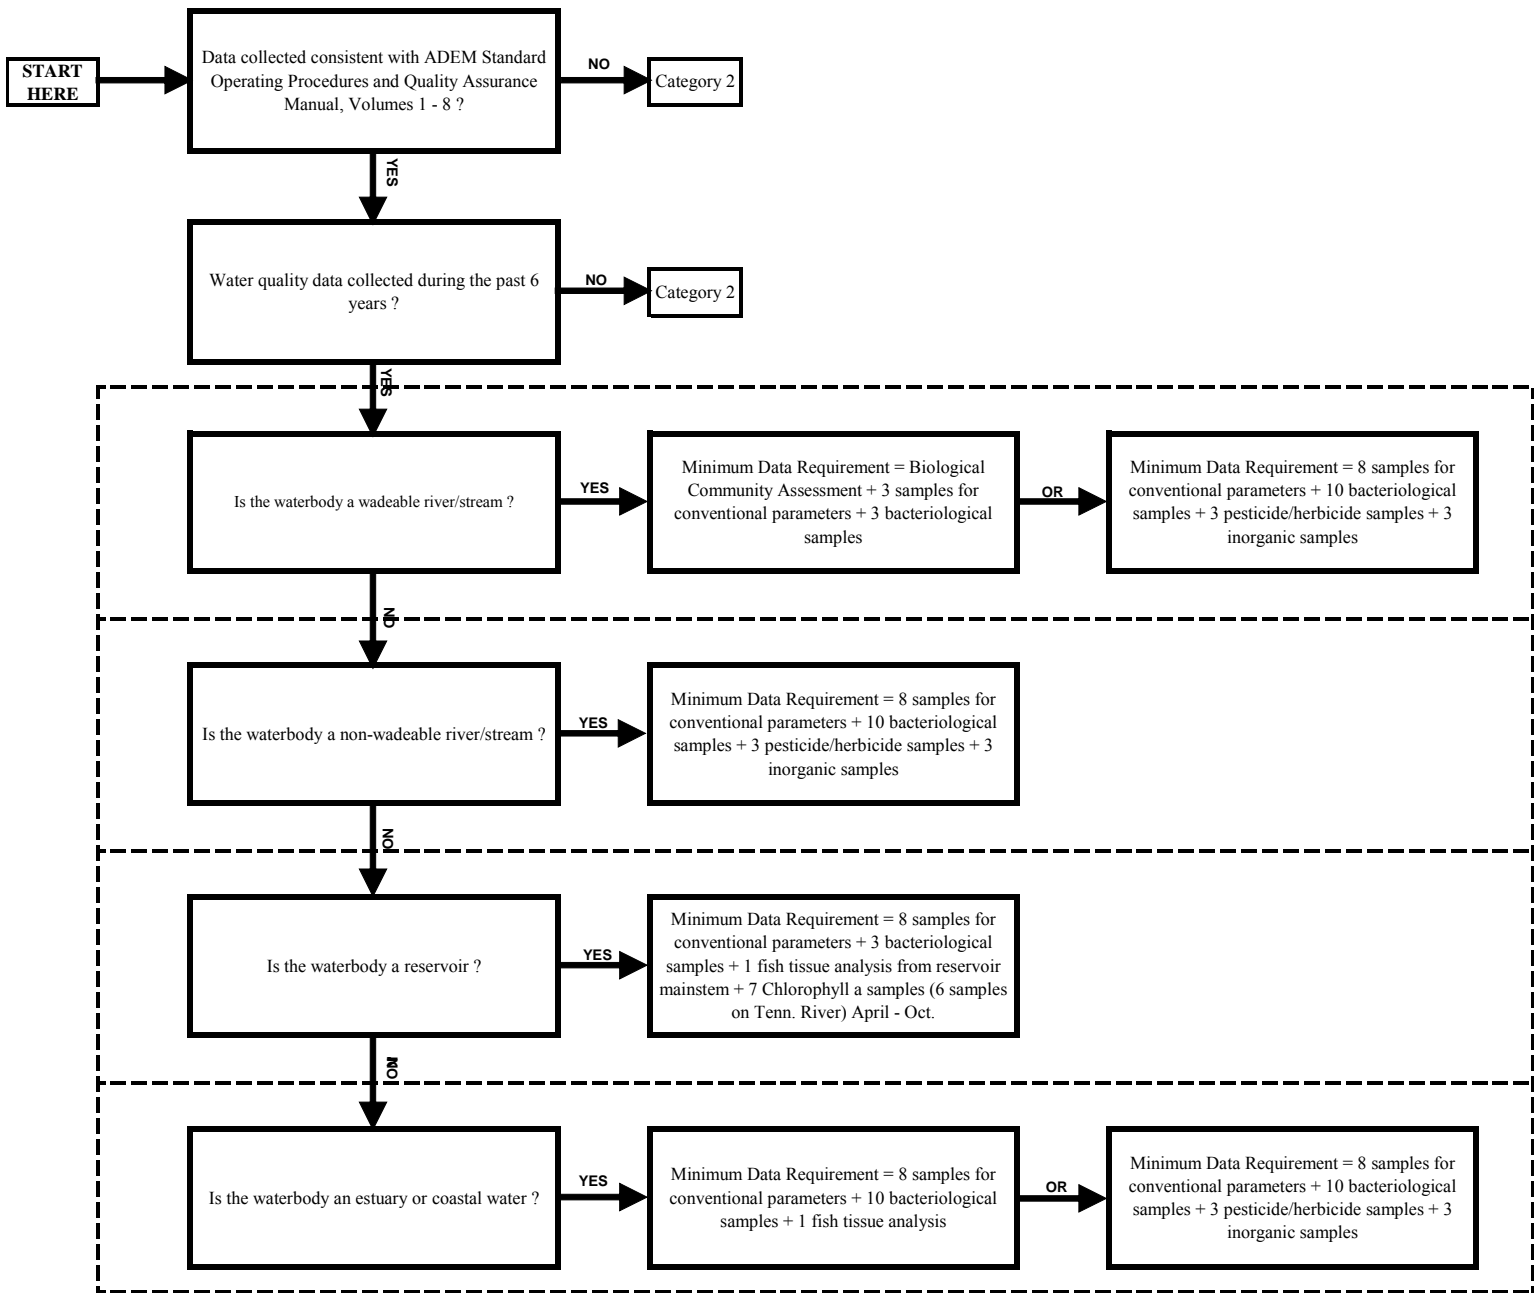 START
HERE
Data collected consistent with ADEM Standard
Operating Procedures and Quality Assurance
Manual, Volumes 1 - 8 ?
NO
Category 2
YES
Water quality data collected during the past 6
years ?
NO
Category 2
YES
Is the waterbody a wadeable river/stream ?
YES
Minimum Data Requirement = Biological
Community Assessment + 3 samples for
conventional parameters + 3 bacteriological
samples
OR
Minimum Data Requirement = 8 samples for
conventional parameters + 10 bacteriological
samples + 3 pesticide/herbicide samples + 3
inorganic samples
NO
Is the waterbody a non-wadeable river/stream ?
YES
Minimum Data Requirement = 8 samples for
conventional parameters + 10 bacteriological
samples + 3 pesticide/herbicide samples + 3
inorganic samples
NO
Is the waterbody a reservoir ?
YES
Minimum Data Requirement = 8 samples for
conventional parameters + 3 bacteriological
samples + 1 fish tissue analysis from reservoir
mainstem + 7 Chlorophyll a samples (6 samples
on Tenn. River) April - Oct.
NO
Is the waterbody an estuary or coastal water ?
YES
Minimum Data Requirement = 8 samples for
conventional parameters + 10 bacteriological
samples + 1 fish tissue analysis
OR
Minimum Data Requirement = 8 samples for
conventional parameters + 10 bacteriological
samples + 3 pesticide/herbicide samples + 3
inorganic samples